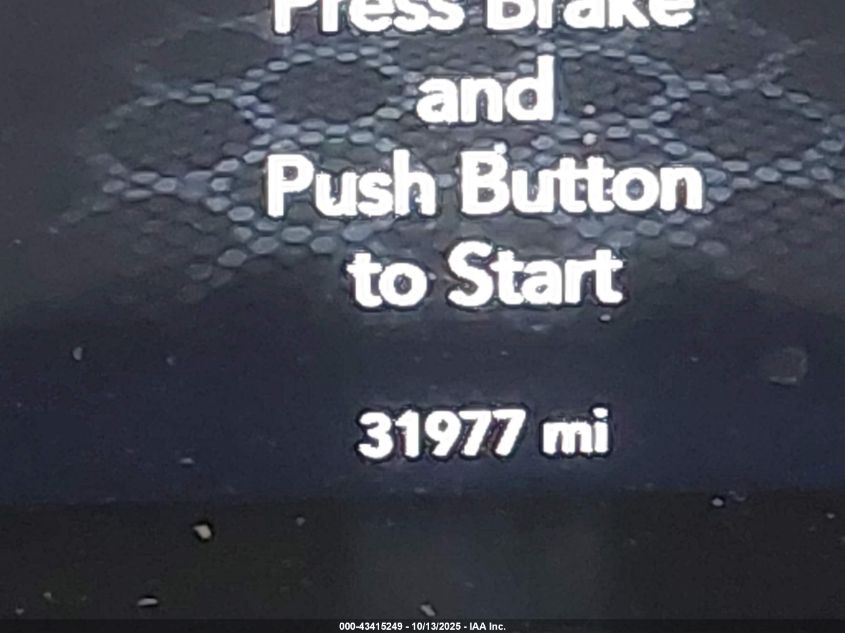 Press Brake
and
Push Button
to Start
31977 mi
000-43415249 - 10/13/2025 - IAA Inc.